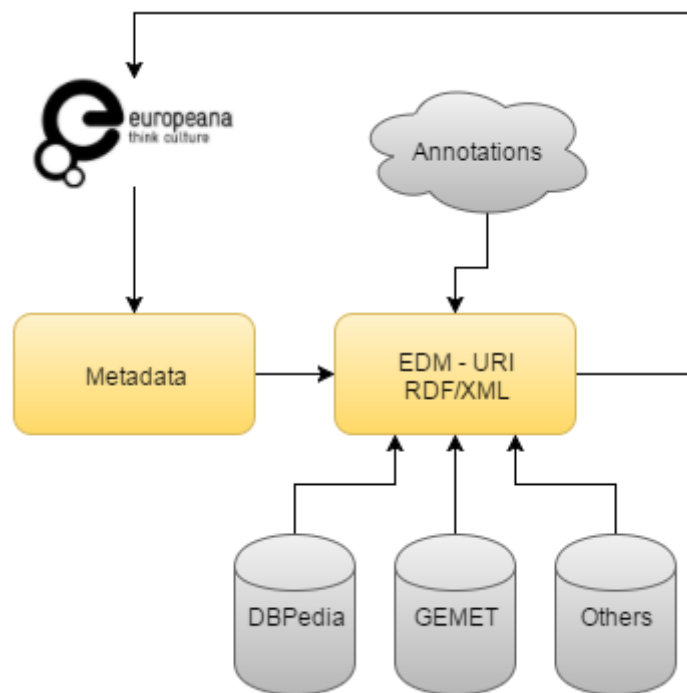 europeana
think culture
Annotations
Metadata
EDM - URI
RDF/XML
DBPedia
GEMET
Others